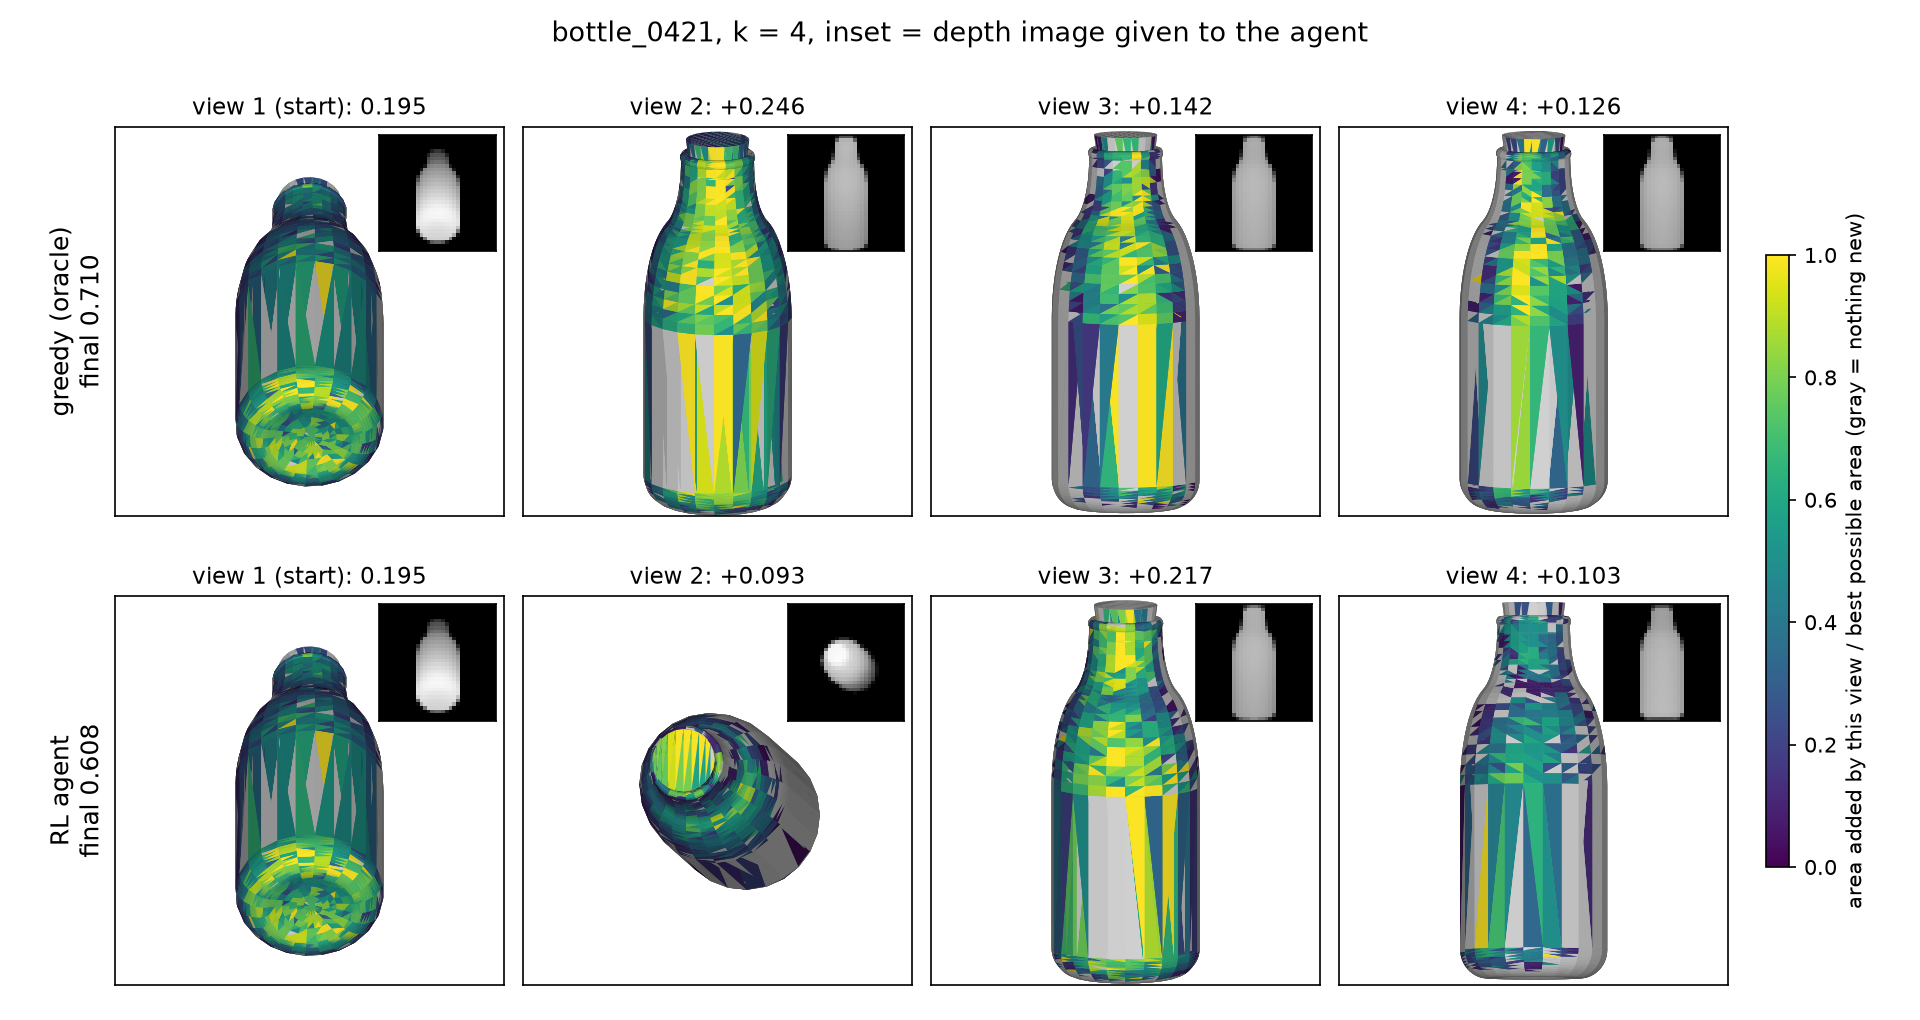 bottle_0421, k = 4, inset = depth image given to the agent
greedy (oracle)
final 0.710
view 1 (start): 0.195
view 2: +0.246
view 3: +0.142
view 4: +0.126
RL agent
final 0.608
view 1 (start): 0.195
view 2: +0.093
view 3: +0.217
view 4: +0.103
1.0
0.8
0.6
0.4
0.2
0.0
area added by this view / best possible area (gray = nothing new)